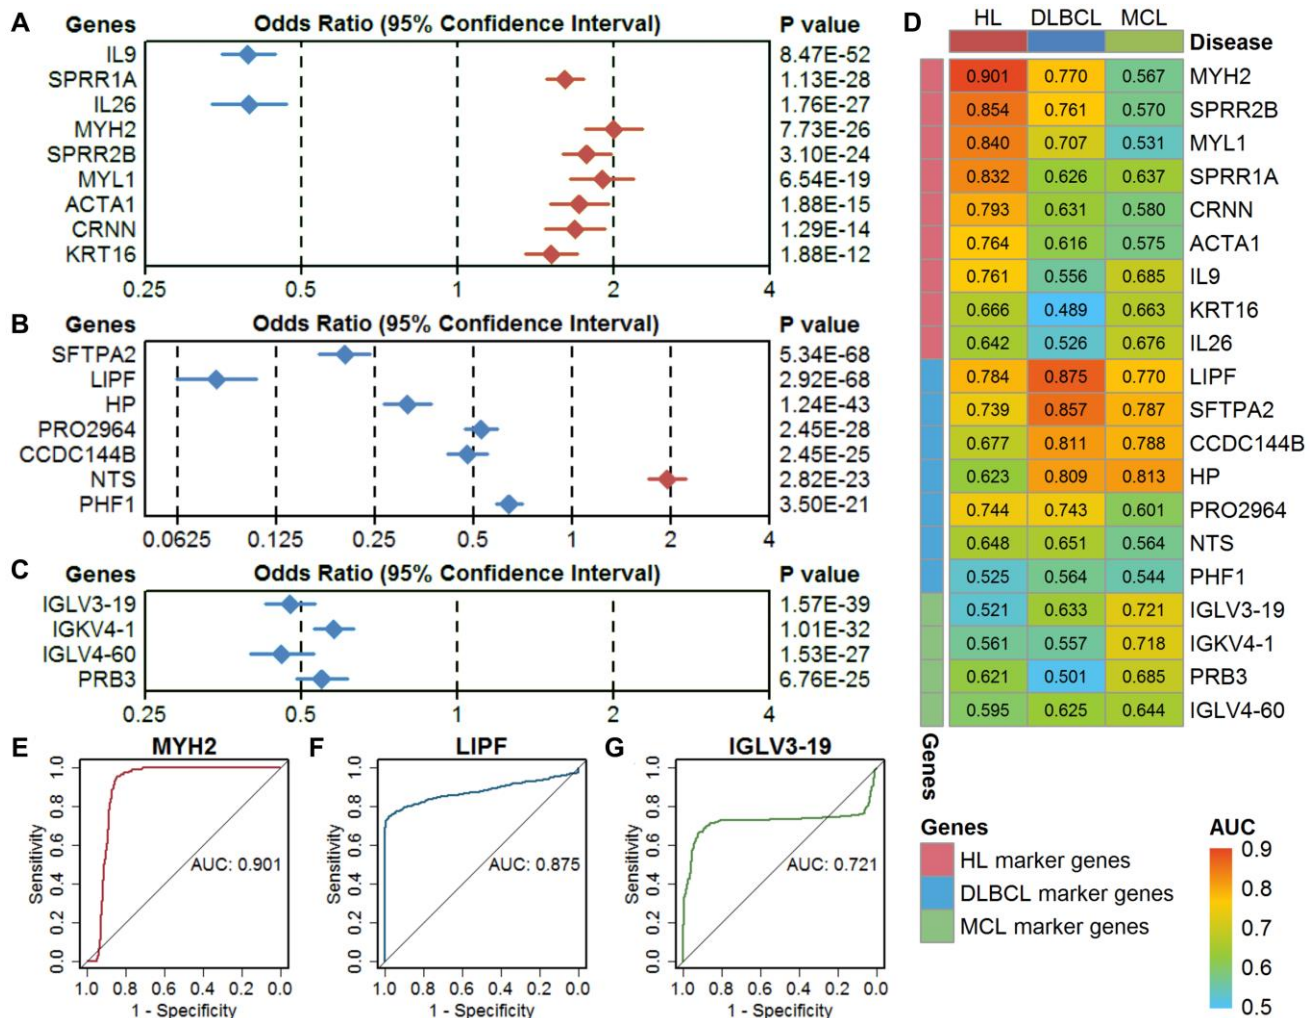 A
Genes Odds Ratio (95% Confidence Interval) P value
IL9 8.47E-52
SPRR1A 1.13E-28
IL26 1.76E-27
MYH2 7.73E-26
SPRR2B 3.10E-24
MYL1 6.54E-19
ACTA1 1.88E-15
CRNN 1.29E-14
KRT16 1.88E-12
0.25 0.5 1 2 4
B
Genes Odds Ratio (95% Confidence Interval) P value
SFTPA2 5.34E-68
LIPF 2.92E-68
HP 1.24E-43
PRO2964 2.45E-28
CCDC144B 2.45E-25
NTS 2.82E-23
PHF1 3.50E-21
0.0625 0.125 0.25 0.5 1 2 4
C
Genes Odds Ratio (95% Confidence Interval) P value
IGLV3-19 1.57E-39
IGKV4-1 1.01E-32
IGLV4-60 1.53E-27
PRB3 6.76E-25
0.25 0.5 1 2 4
D
HL DLBCL MCL
Disease
0.901 0.770 0.567 MYH2
0.854 0.761 0.570 SPRR2B
0.840 0.707 0.531 MYL1
0.832 0.626 0.637 SPRR1A
0.793 0.631 0.580 CRNN
0.764 0.616 0.575 ACTA1
0.761 0.556 0.685 IL9
0.666 0.489 0.663 KRT16
0.642 0.526 0.676 IL26
0.784 0.875 0.770 LIPF
0.739 0.857 0.787 SFTPA2
0.677 0.811 0.788 CCDC144B
0.623 0.809 0.813 HP
0.744 0.743 0.601 PRO2964
0.648 0.651 0.564 NTS
0.525 0.564 0.544 PHF1
0.521 0.633 0.721 IGLV3-19
0.561 0.557 0.718 IGKV4-1
0.621 0.501 0.685 PRB3
0.595 0.625 0.644 IGLV4-60
Genes
Genes
HL marker genes
DLBCL marker genes
MCL marker genes
AUC
0.9
0.8
0.7
0.6
0.5
E
MYH2
Sensitivity
0.0 0.2 0.4 0.6 0.8 1.0
AUC: 0.901
1.0 0.8 0.6 0.4 0.2 0.0
1 - Specificity
F
LIPF
Sensitivity
0.0 0.2 0.4 0.6 0.8 1.0
AUC: 0.875
1.0 0.8 0.6 0.4 0.2 0.0
1 - Specificity
G
IGLV3-19
Sensitivity
0.0 0.2 0.4 0.6 0.8 1.0
AUC: 0.721
1.0 0.8 0.6 0.4 0.2 0.0
1 - Specificity